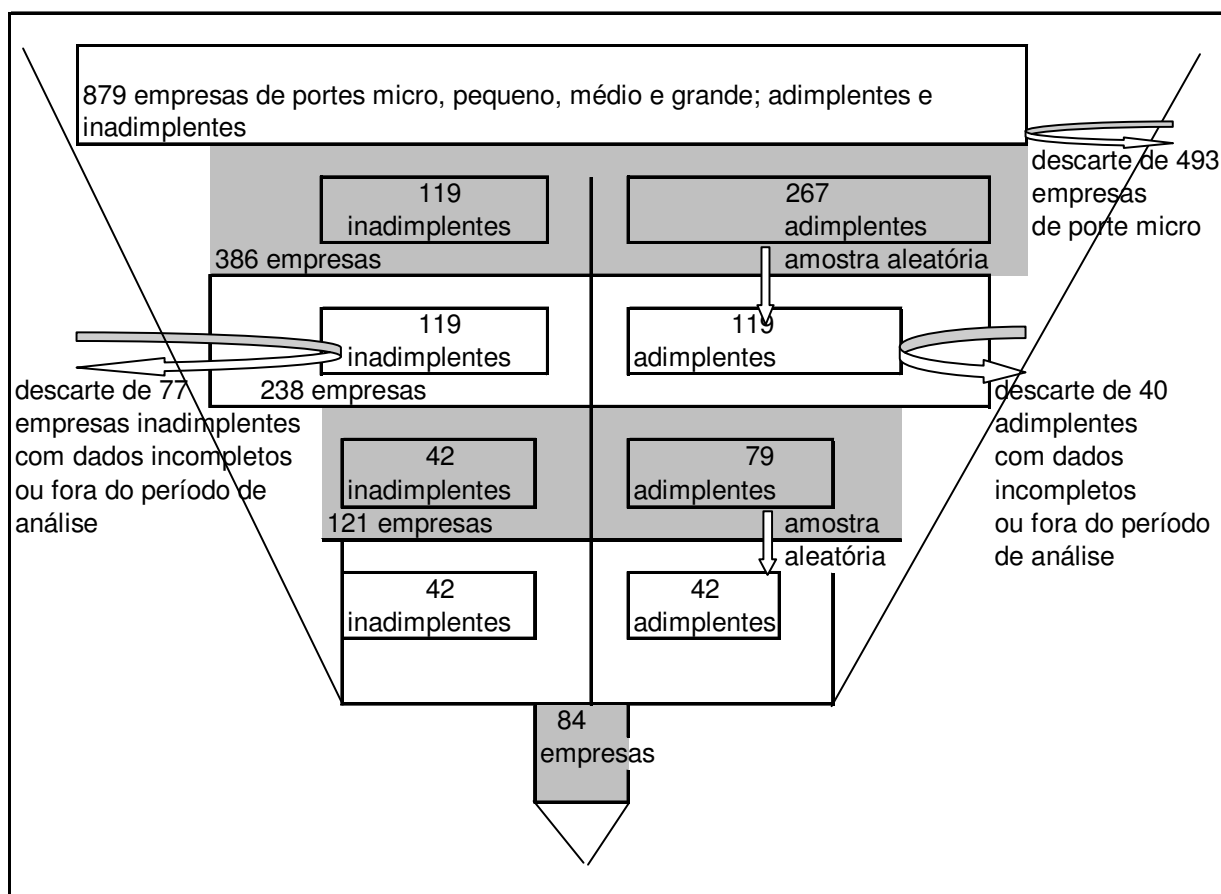 879 empresas de portes micro, pequeno, médio e grande; adimplentes e
inadimplentes
descarte de 493
empresas
de porte micro
119
inadimplentes
267
adimplentes
386 empresas
amostra aleatória
119
inadimplentes
119
adimplentes
238 empresas
descarte de 77
empresas inadimplentes
com dados incompletos
ou fora do período de
análise
descarte de 40
adimplentes
com dados
incompletos
ou fora do período
de análise
42
inadimplentes
79
adimplentes
121 empresas
amostra
aleatória
42
inadimplentes
42
adimplentes
84
empresas